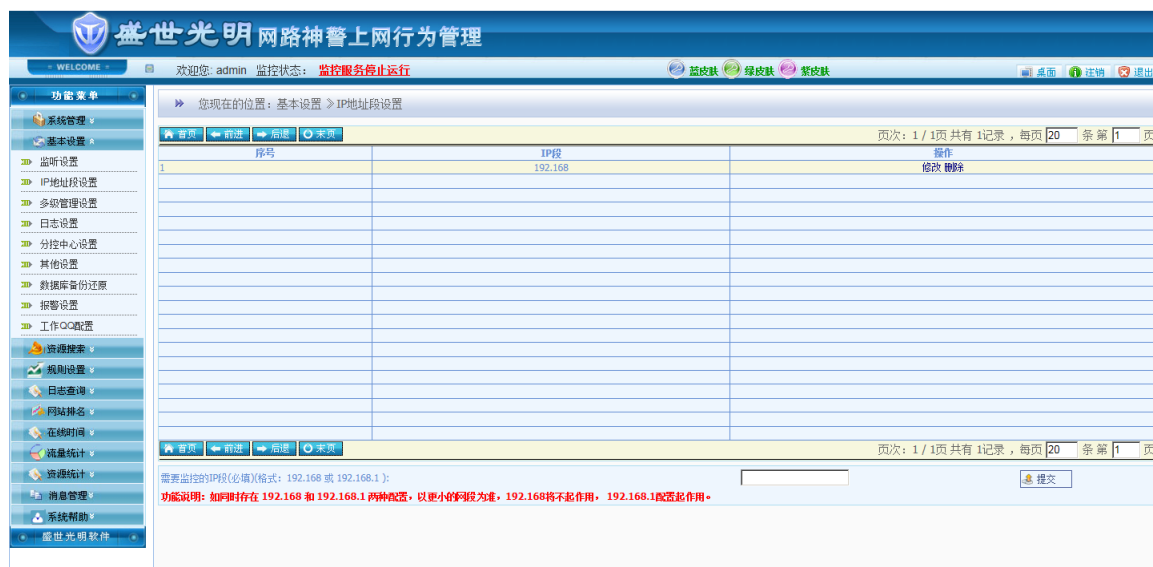 盛世光明网路神警上网行为管理
WELCOME 欢迎您: admin 监控状态： 监控服务停止运行 蓝皮肤 绿皮肤 紫皮肤 桌面 注销 退出
功能菜单
您现在的位置：基本设置 》IP地址段设置
系统管理
基本设置
监听设置
IP地址段设置
多级管理设置
日志设置
分控中心设置
其他设置
数据库备份还原
报警设置
工作QQ配置
资源搜索
规则设置
日志查询
网站排名
在线时间
流量统计
资源统计
消息管理
系统帮助
盛世光明软件
首页 前进 后退 末页 页次：1 / 1页 共有 1记录 ，每页 20 条 第 1 页
序号 IP段 操作
1 192.168 修改 删除
首页 前进 后退 末页 页次：1 / 1页 共有 1记录 ，每页 20 条 第 1 页
需要监控的IP段(必填)(格式：192.168 或 192.168.1 ): 提交
功能说明：如同时存在 192.168 和 192.168.1 两种配置，以更小的网段为准，192.168将不起作用， 192.168.1配置起作用。